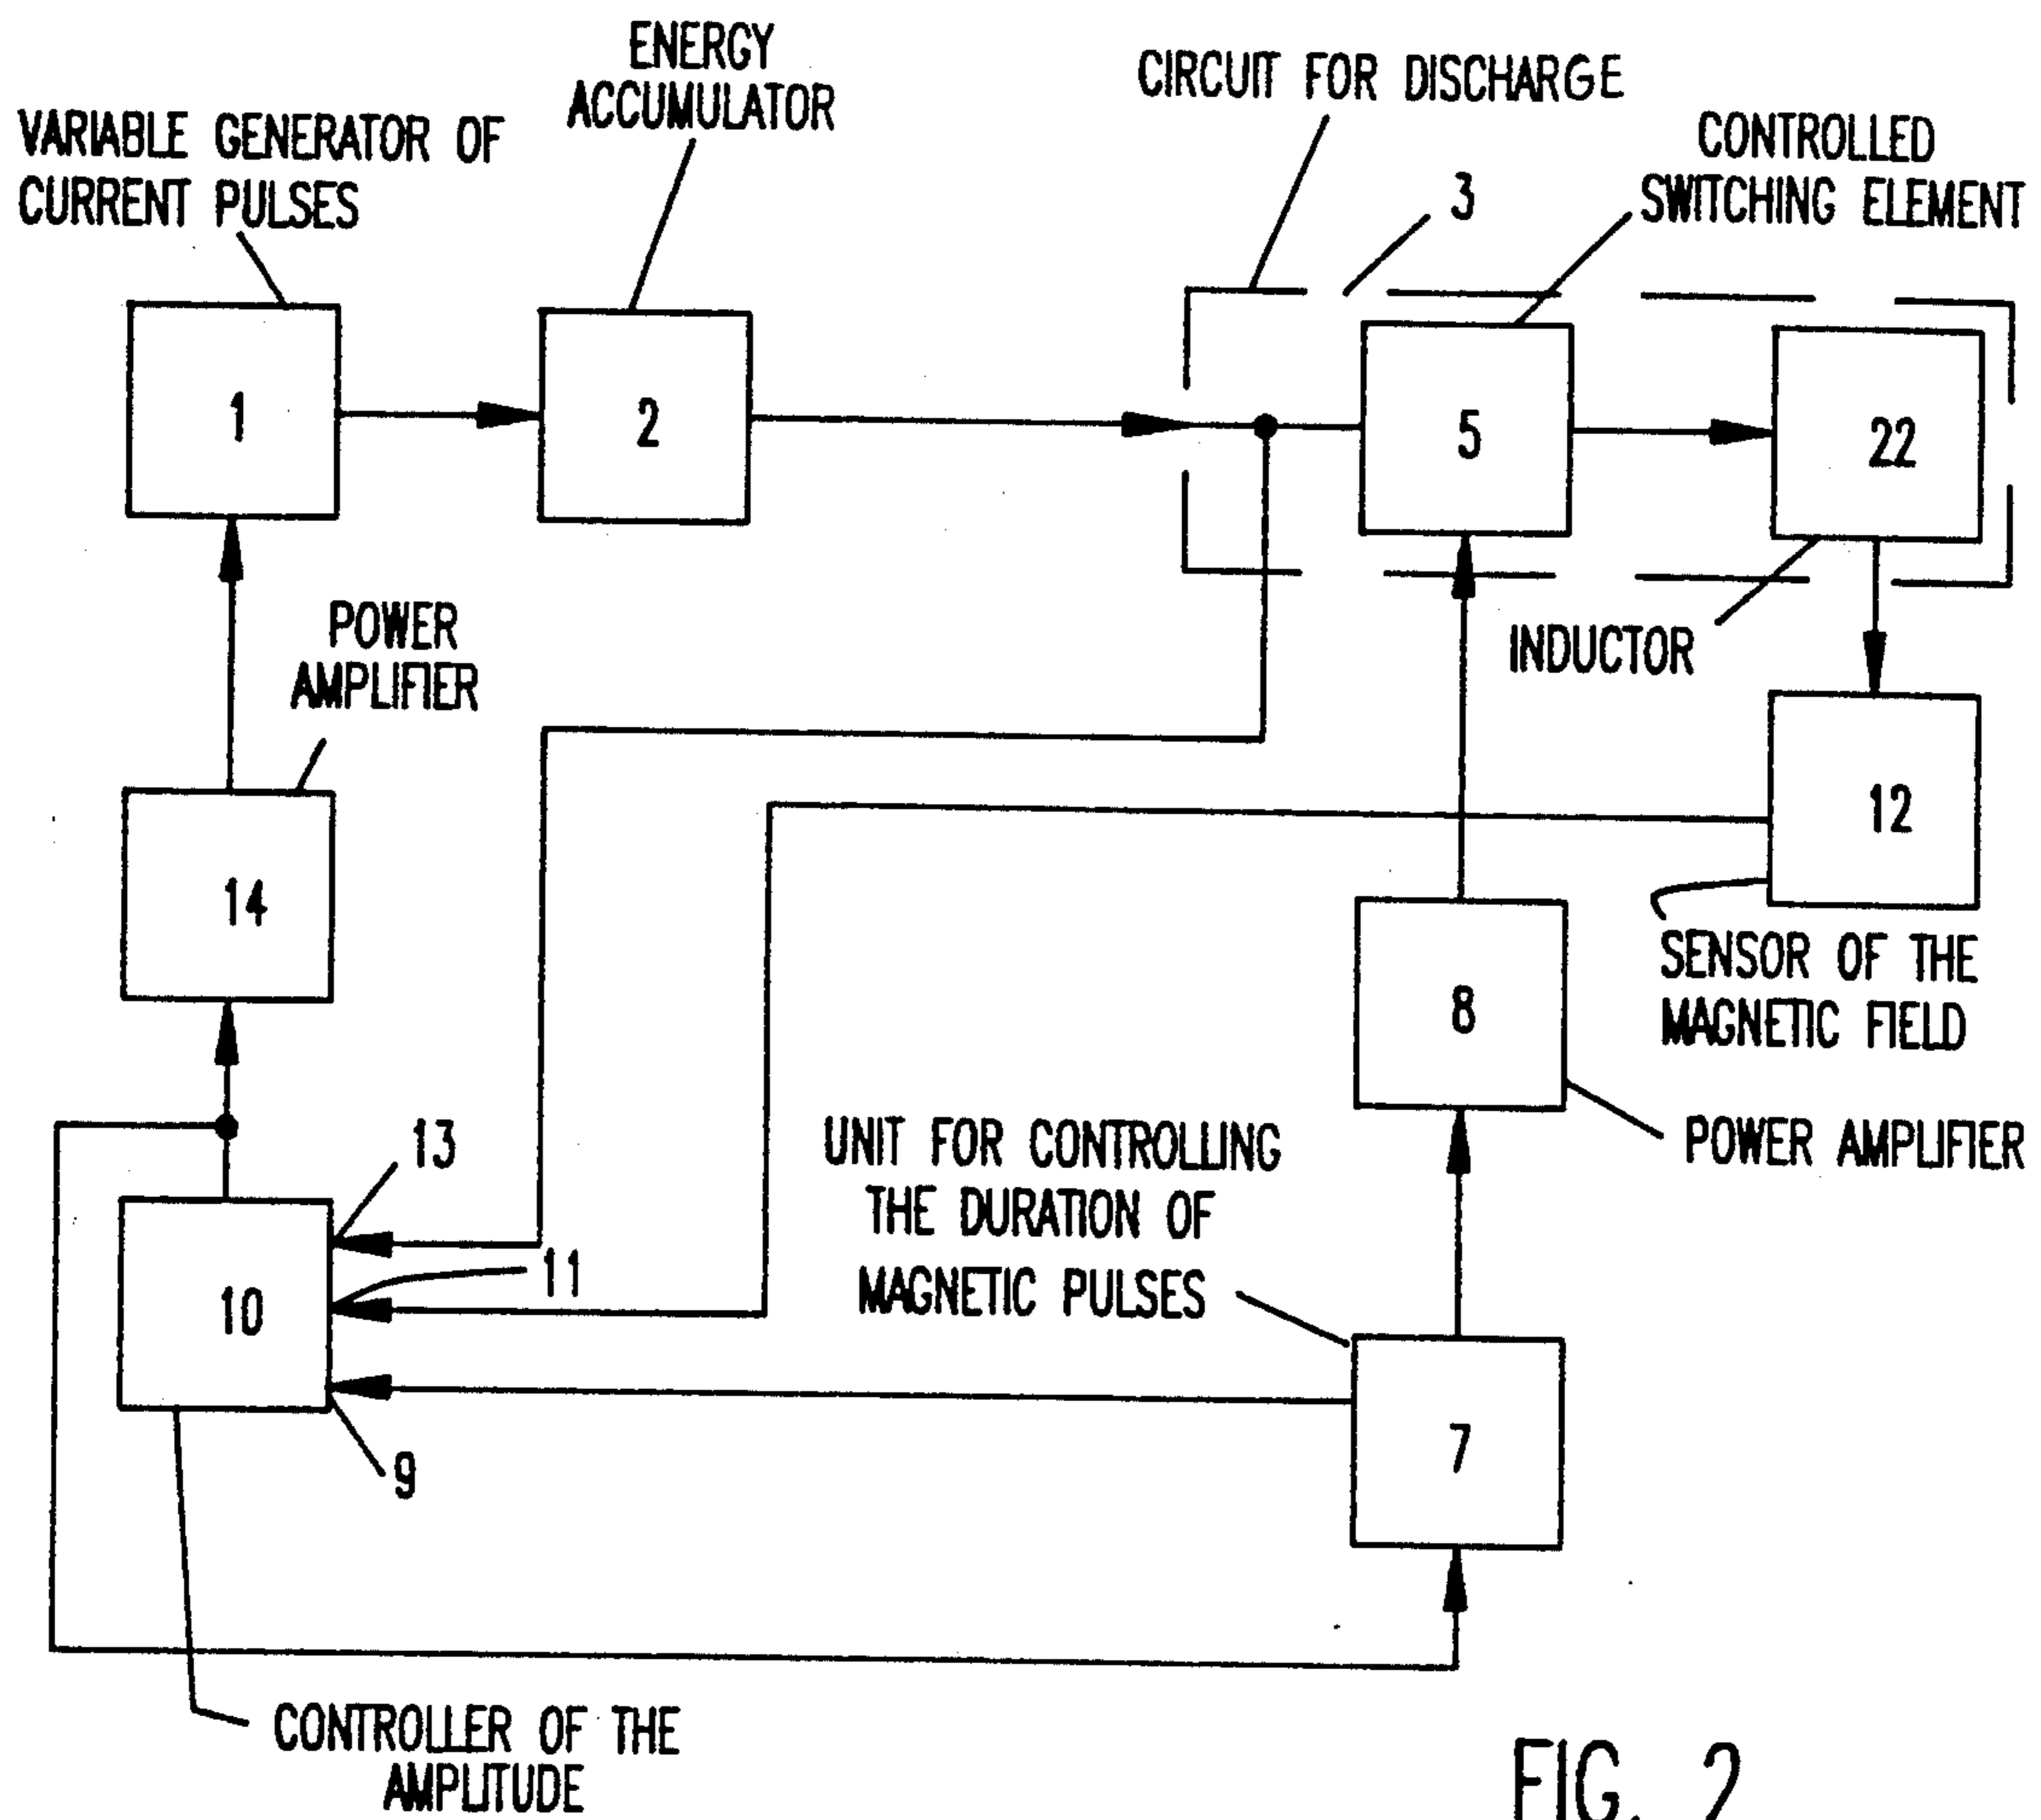 ENERGY
ACCUMULATOR
CIRCUIT FOR DISCHARGE
VARIABLE GENERATOR OF
CURRENT PULSES
CONTROLLED
SWITCHING ELEMENT
3
1
2
5
22
POWER
AMPLIFIER
INDUCTOR
14
12
SENSOR OF THE
MAGNETIC FIELD
8
POWER AMPLIFIER
13
UNIT FOR CONTROLLING
THE DURATION OF
MAGNETIC PULSES
11
10
9
7
CONTROLLER OF THE
AMPLITUDE
FIG. 2